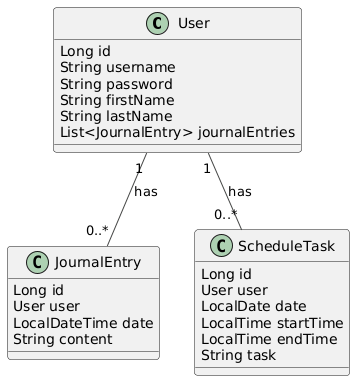 C User
Long id
String username
String password
String firstName
String lastName
List<JournalEntry> journalEntries
1
1
has
has
0..*
0..*
C JournalEntry
Long id
User user
LocalDateTime date
String content
C ScheduleTask
Long id
User user
LocalDate date
LocalTime startTime
LocalTime endTime
String task